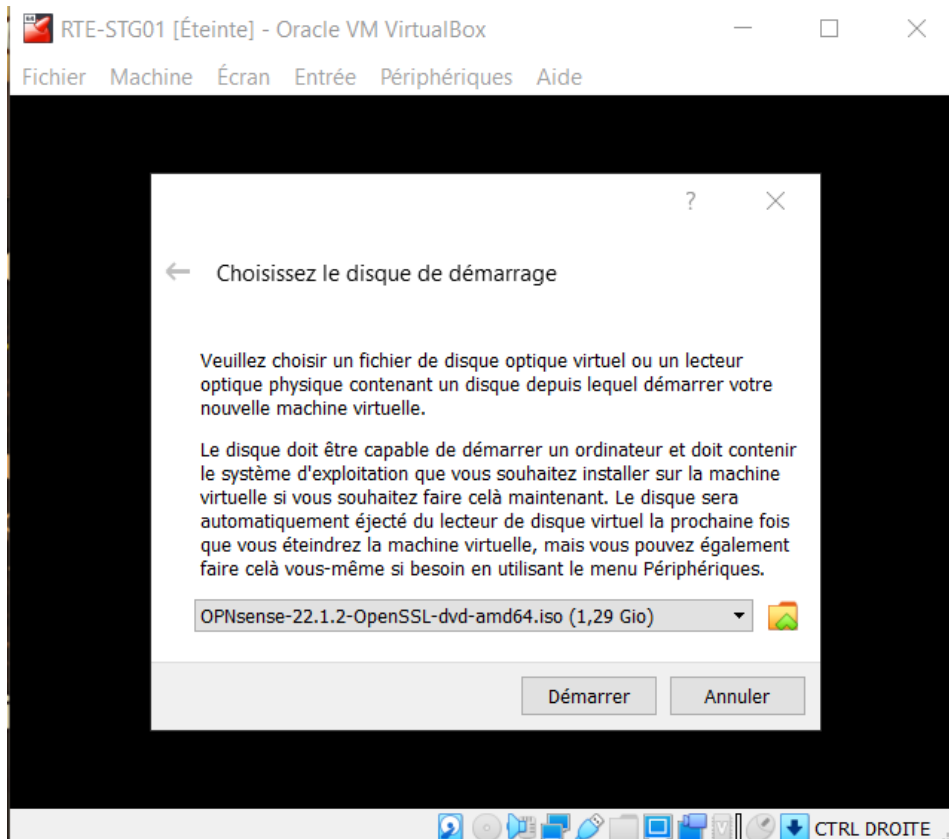 RTE-STG01 [Éteinte] - Oracle VM VirtualBox
Fichier Machine Écran Entrée Périphériques Aide
?
Choisissez le disque de démarrage
Veuillez choisir un fichier de disque optique virtuel ou un lecteur
optique physique contenant un disque depuis lequel démarrer votre
nouvelle machine virtuelle.
Le disque doit être capable de démarrer un ordinateur et doit contenir
le système d'exploitation que vous souhaitez installer sur la machine
virtuelle si vous souhaitez faire celà maintenant. Le disque sera
automatiquement éjecté du lecteur de disque virtuel la prochaine fois
que vous éteindrez la machine virtuelle, mais vous pouvez également
faire celà vous-même si besoin en utilisant le menu Périphériques.
OPNsense-22.1.2-OpenSSL-dvd-amd64.iso (1,29 Gio)
Démarrer Annuler
CTRL DROITE